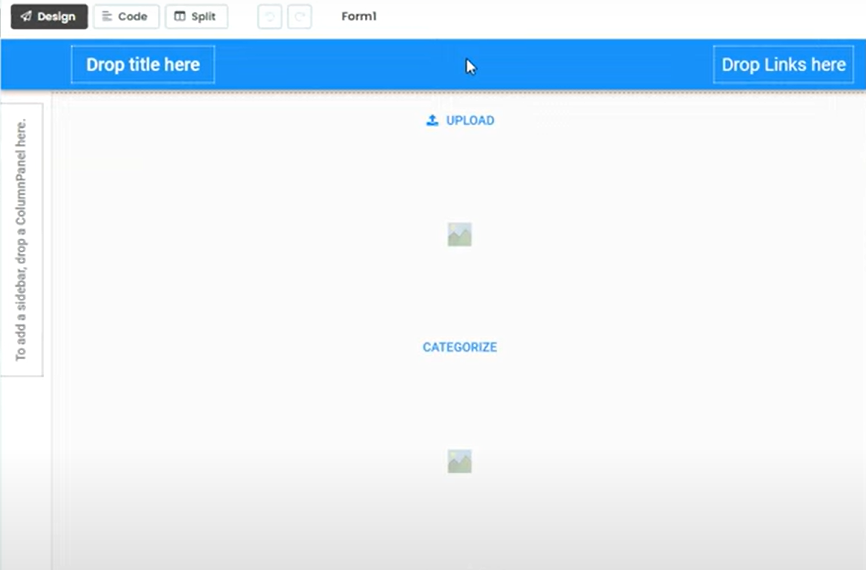 Design
Code
Split
Form1
Drop title here
Drop Links here
To add a sidebar, drop a ColumnPanel here.
UPLOAD
CATEGORIZE